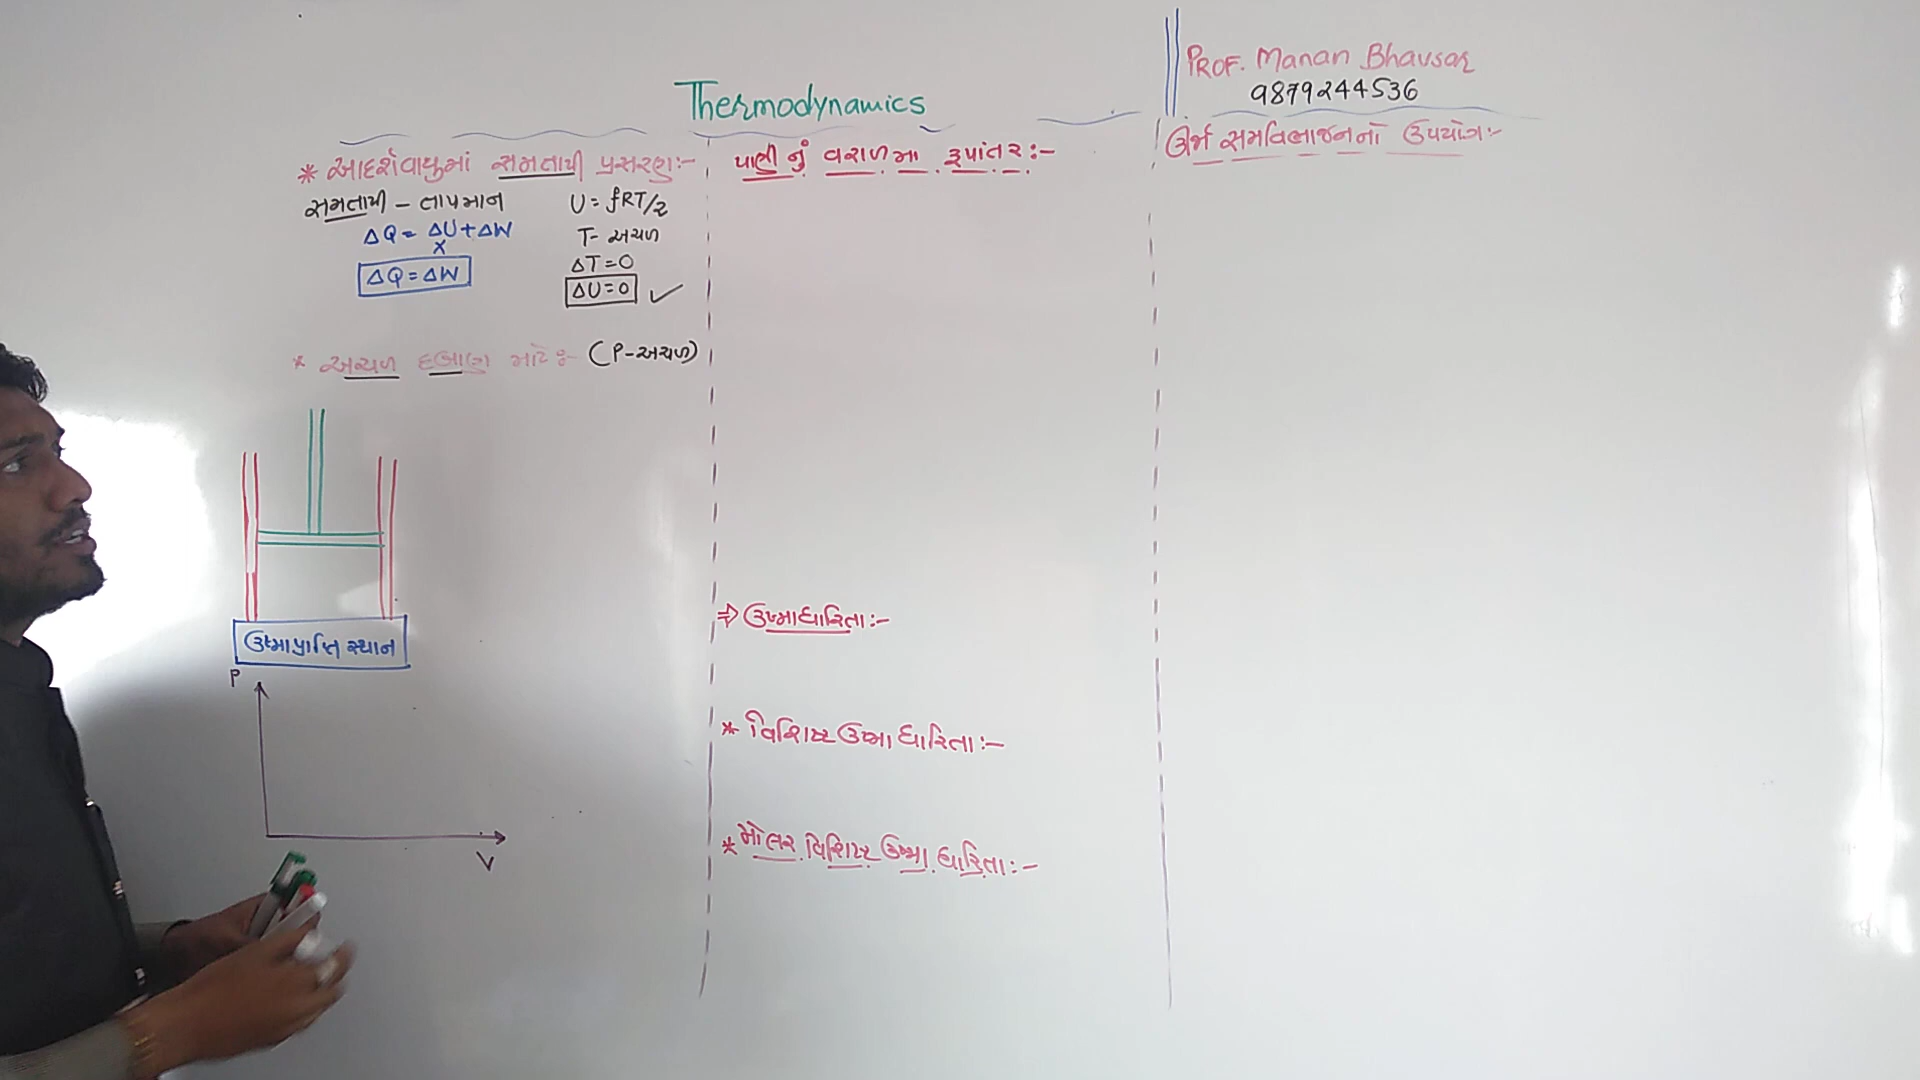 Thermodynamics
PROF. Manan Bhavsar
9879244536
* આદર્શવાયુમાં સમતાપી પ્રસરણ:-
સમતાપી - તાપમાન
ΔQ = ΔU + ΔW
x
ΔQ = ΔW
U = fRT/2
T- અચળ
ΔT = 0
ΔU = 0 ✓
* અચળ દબાણ માટે :- (P-અચળ)
ઉષ્માપ્રાપ્તિ સ્થાન
P
V
પાણીનું વરાળમા રૂપાંતર:-
⇒ ઉષ્માધારિતા:-
* વિશિષ્ટ ઉષ્મા ધારિતા:-
* મોલર વિશિષ્ટ ઉષ્મા ધારિતા:-
ઊર્જા સમવિભાજનનો ઉપયોગ:-